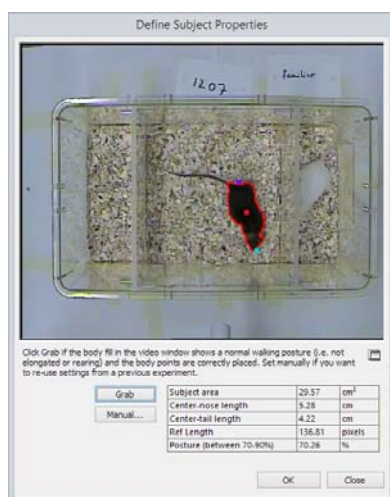 Define Subject Properties
1207
familiar
Click Grab if the body fill in the video window shows a normal walking posture (i.e. not
elongated or rearing) and the body points are correctly placed. Set manually if you want
to re-use settings from a previous experiment.
Grab
Manual...
Subject area 29.57 cm²
Center-nose length 5.28 cm
Center-tail length 4.22 cm
Ref Length 136.81 pixels
Posture (between 70-90%) 70.26 %
OK
Close